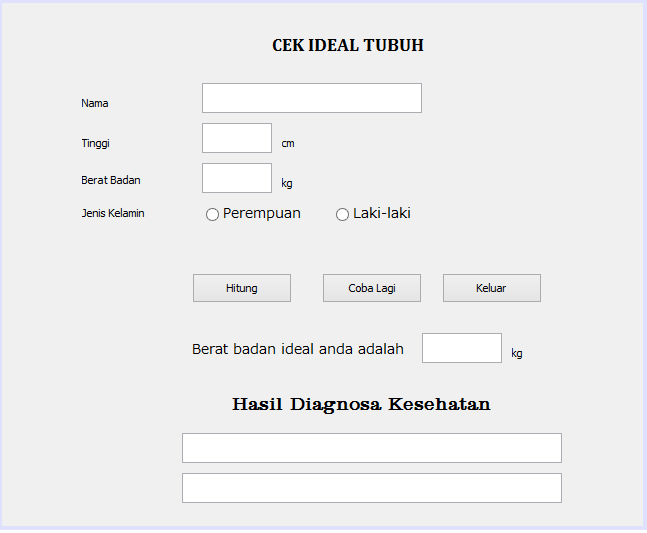 CEK IDEAL TUBUH
Nama
Tinggi cm
Berat Badan kg
Jenis Kelamin Perempuan Laki-laki
Hitung Coba Lagi Keluar
Berat badan ideal anda adalah kg
Hasil Diagnosa Kesehatan